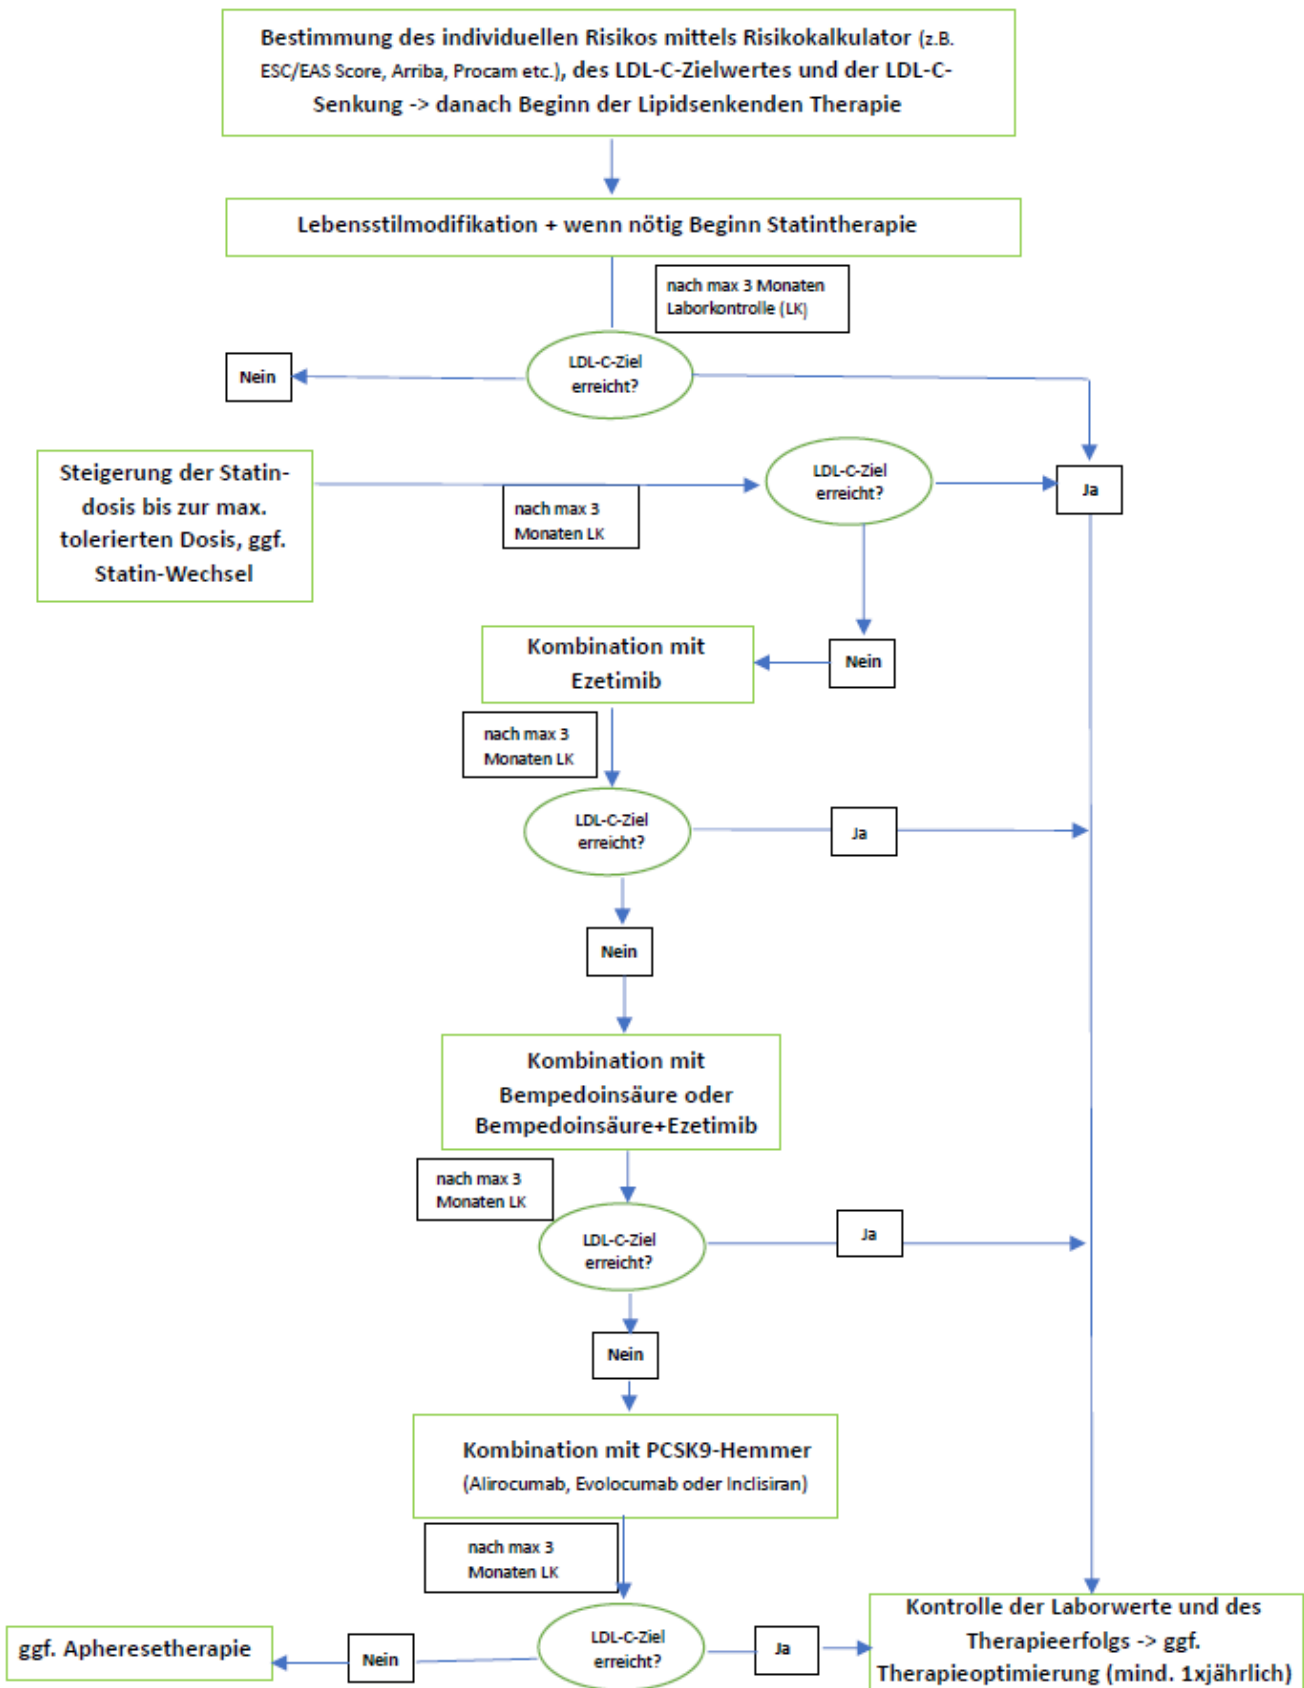 Bestimmung des individuellen Risikos mittels Risikokalkulator (z.B.
ESC/EAS Score, Arriba, Procam etc.), des LDL-C-Zielwertes und der LDL-C-
Senkung -> danach Beginn der Lipidsenkenden Therapie
Lebensstilmodifikation + wenn nötig Beginn Statintherapie
nach max 3 Monaten
Laborkontrolle (LK)
LDL-C-Ziel
erreicht?
Nein
Steigerung der Statin-
dosis bis zur max.
tolerierten Dosis, ggf.
Statin-Wechsel
nach max 3
Monaten LK
LDL-C-Ziel
erreicht?
Ja
Nein
Kombination mit
Ezetimib
nach max 3
Monaten LK
LDL-C-Ziel
erreicht?
Ja
Nein
Kombination mit
Bempedoinsäure oder
Bempedoinsäure+Ezetimib
nach max 3
Monaten LK
LDL-C-Ziel
erreicht?
Ja
Nein
Kombination mit PCSK9-Hemmer
(Alirocumab, Evolocumab oder Inclisiran)
nach max 3
Monaten LK
LDL-C-Ziel
erreicht?
Nein
ggf. Apheresetherapie
Ja
Kontrolle der Laborwerte und des
Therapieerfolgs -> ggf.
Therapieoptimierung (mind. 1xjährlich)